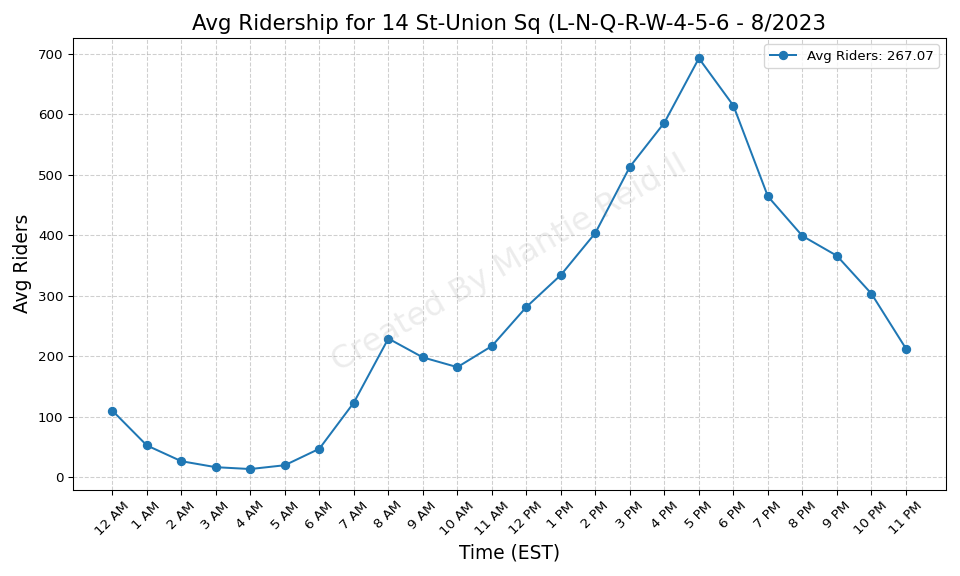 Avg Ridership for 14 St-Union Sq (L-N-Q-R-W-4-5-6 - 8/2023
Avg Riders: 267.07
700
600
500
400
300
200
100
0
Avg Riders
Created By Mantie Reid II
12 AM
1 AM
2 AM
3 AM
4 AM
5 AM
6 AM
7 AM
8 AM
9 AM
10 AM
11 AM
12 PM
1 PM
2 PM
3 PM
4 PM
5 PM
6 PM
7 PM
8 PM
9 PM
10 PM
11 PM
Time (EST)